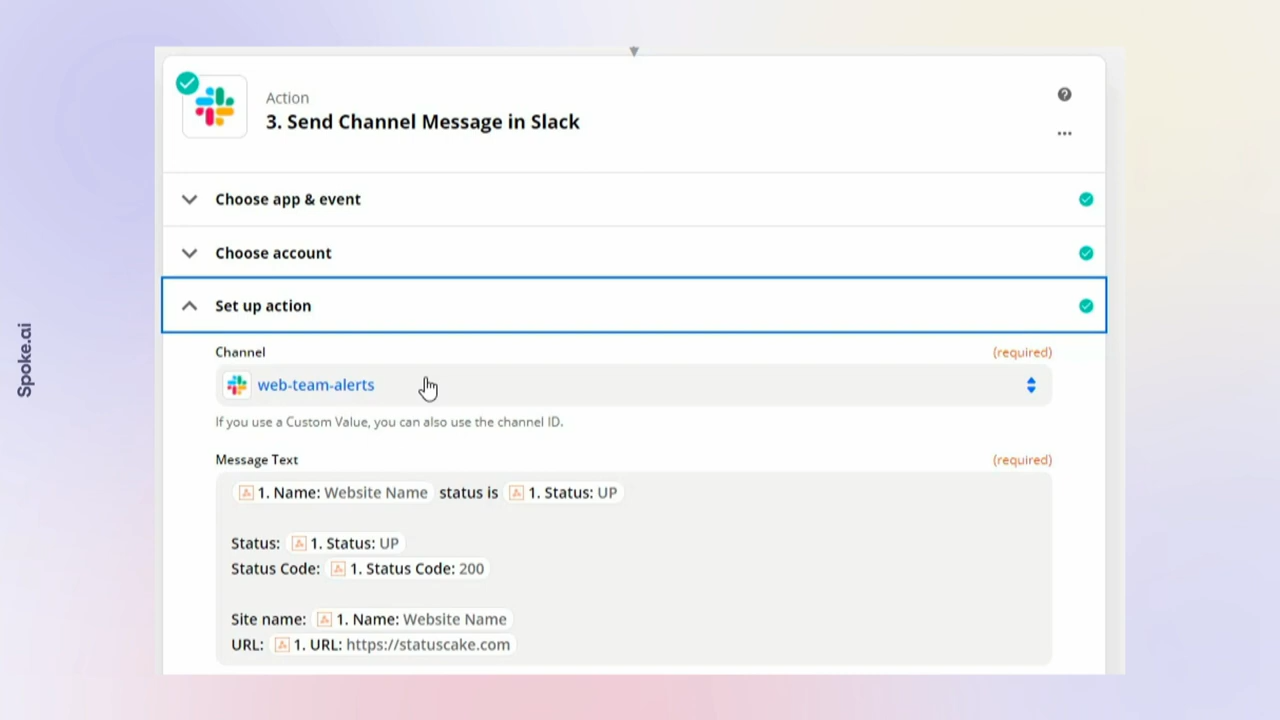 Action
3. Send Channel Message in Slack
Choose app & event
Choose account
Set up action
Channel
(required)
web-team-alerts
If you use a Custom Value, you can also use the channel ID.
Message Text
(required)
1. Name: Website Name status is 1. Status: UP
Status: 1. Status: UP
Status Code: 1. Status Code: 200
Site name: 1. Name: Website Name
URL: 1. URL: https://statuscake.com
Spoke.ai